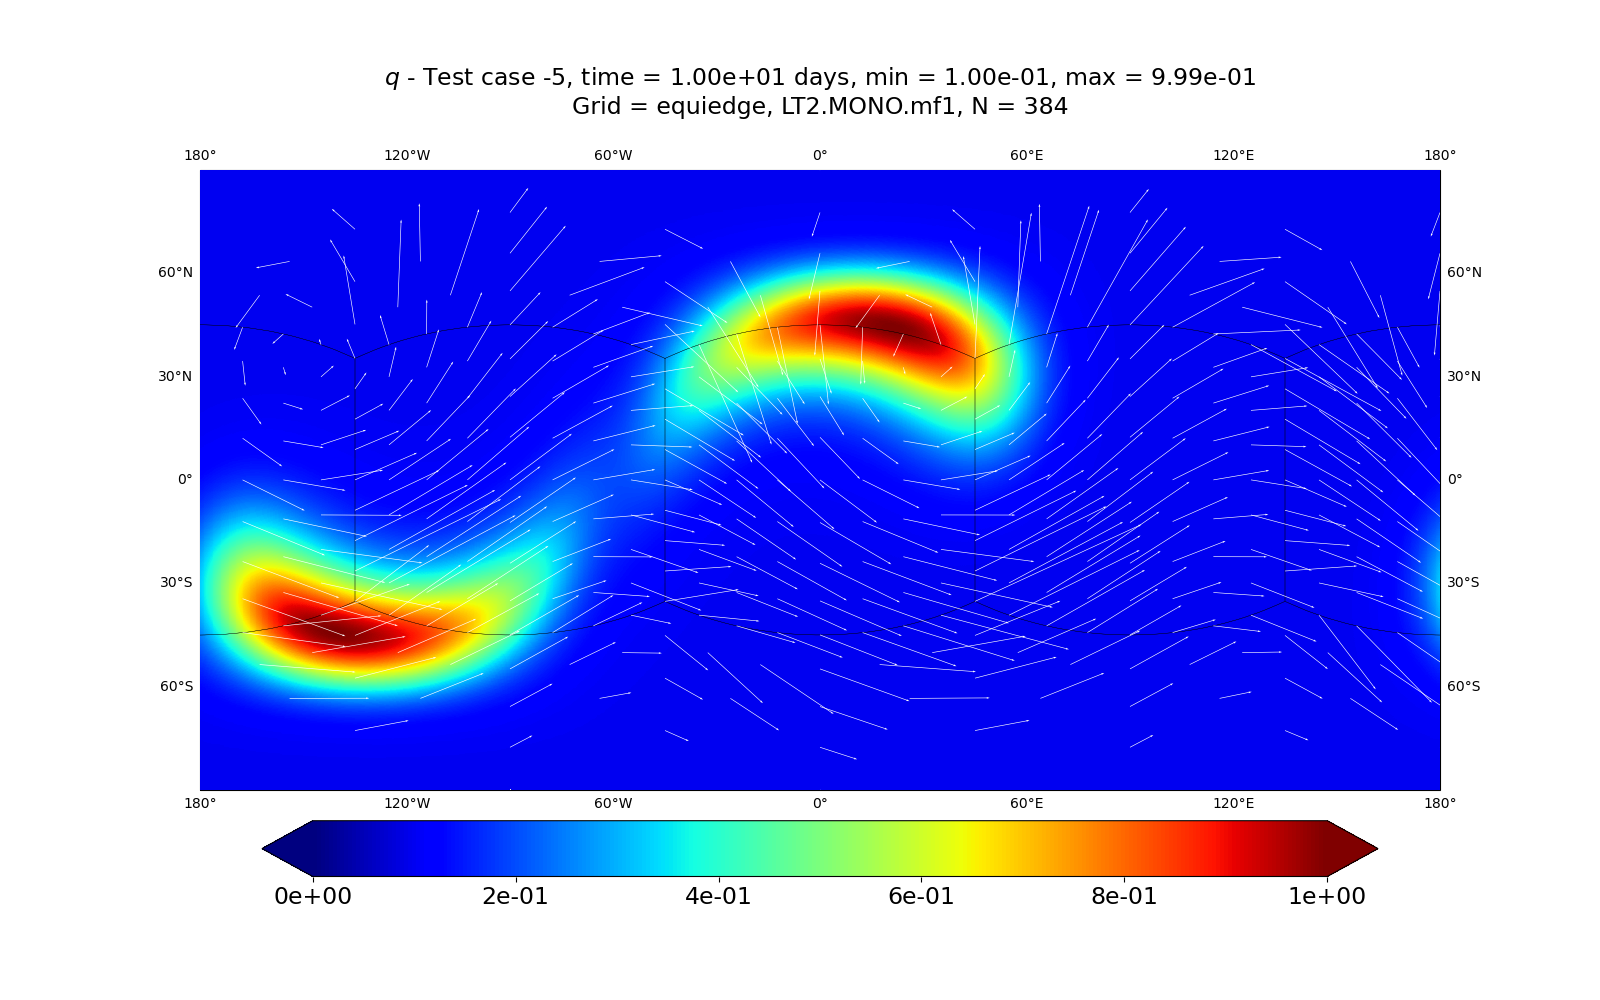 q - Test case -5, time = 1.00e+01 days, min = 1.00e-01, max = 9.99e-01
Grid = equiedge, LT2.MONO.mf1, N = 384
180° 120°W 60°W 0° 60°E 120°E 180°
60°N 60°N
30°N 30°N
0° 0°
30°S 30°S
60°S 60°S
180° 120°W 60°W 0° 60°E 120°E 180°
0e+00 2e-01 4e-01 6e-01 8e-01 1e+00